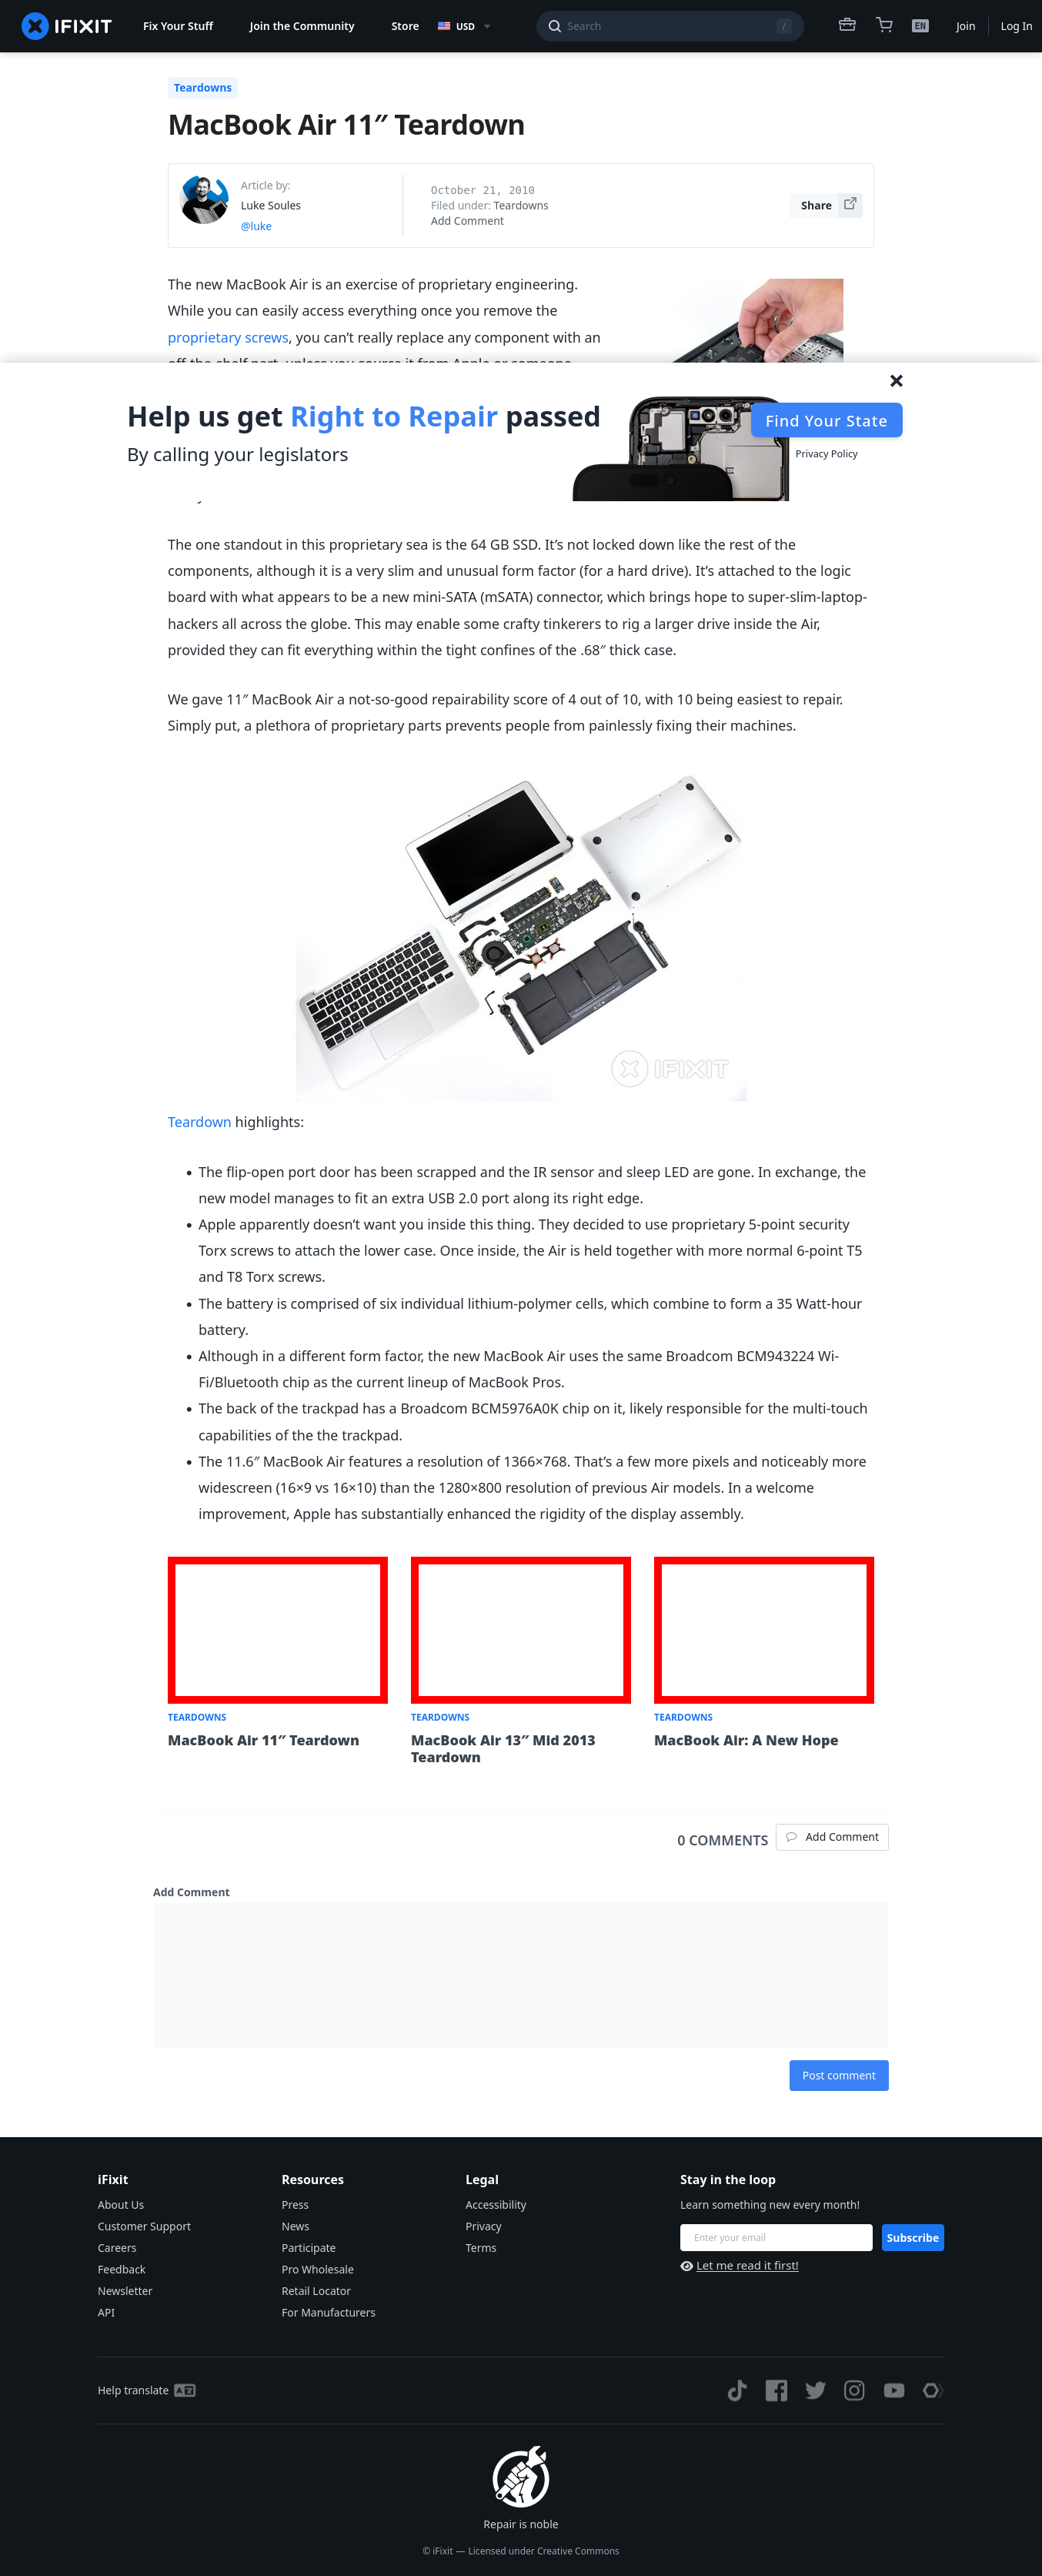 IFIXIT Fix Your Stuff Join the Community Store USD Search / EN Join Log In
Teardowns
MacBook Air 11″ Teardown
Article by:
Luke Soules
@luke
October 21, 2010
Filed under: Teardowns
Add Comment
Share
The new MacBook Air is an exercise of proprietary engineering.
While you can easily access everything once you remove the
proprietary screws, you can’t really replace any component with an
off-the-shelf part, unless you source it from Apple or someone
Help us get Right to Repair passed
By calling your legislators
Find Your State
Privacy Policy
The one standout in this proprietary sea is the 64 GB SSD. It’s not locked down like the rest of the
components, although it is a very slim and unusual form factor (for a hard drive). It’s attached to the logic
board with what appears to be a new mini-SATA (mSATA) connector, which brings hope to super-slim-laptop-
hackers all across the globe. This may enable some crafty tinkerers to rig a larger drive inside the Air,
provided they can fit everything within the tight confines of the .68″ thick case.
We gave 11″ MacBook Air a not-so-good repairability score of 4 out of 10, with 10 being easiest to repair.
Simply put, a plethora of proprietary parts prevents people from painlessly fixing their machines.
IFIXIT
Teardown highlights:
The flip-open port door has been scrapped and the IR sensor and sleep LED are gone. In exchange, the
new model manages to fit an extra USB 2.0 port along its right edge.
Apple apparently doesn’t want you inside this thing. They decided to use proprietary 5-point security
Torx screws to attach the lower case. Once inside, the Air is held together with more normal 6-point T5
and T8 Torx screws.
The battery is comprised of six individual lithium-polymer cells, which combine to form a 35 Watt-hour
battery.
Although in a different form factor, the new MacBook Air uses the same Broadcom BCM943224 Wi-
Fi/Bluetooth chip as the current lineup of MacBook Pros.
The back of the trackpad has a Broadcom BCM5976A0K chip on it, likely responsible for the multi-touch
capabilities of the the trackpad.
The 11.6″ MacBook Air features a resolution of 1366×768. That’s a few more pixels and noticeably more
widescreen (16×9 vs 16×10) than the 1280×800 resolution of previous Air models. In a welcome
improvement, Apple has substantially enhanced the rigidity of the display assembly.
TEARDOWNS
MacBook Air 11″ Teardown
TEARDOWNS
MacBook Air 13″ Mid 2013
Teardown
TEARDOWNS
MacBook Air: A New Hope
0 COMMENTS Add Comment
Add Comment
Post comment
iFixit
About Us
Customer Support
Careers
Feedback
Newsletter
API
Resources
Press
News
Participate
Pro Wholesale
Retail Locator
For Manufacturers
Legal
Accessibility
Privacy
Terms
Stay in the loop
Learn something new every month!
Enter your email Subscribe
Let me read it first!
Help translate
Repair is noble
© iFixit — Licensed under Creative Commons